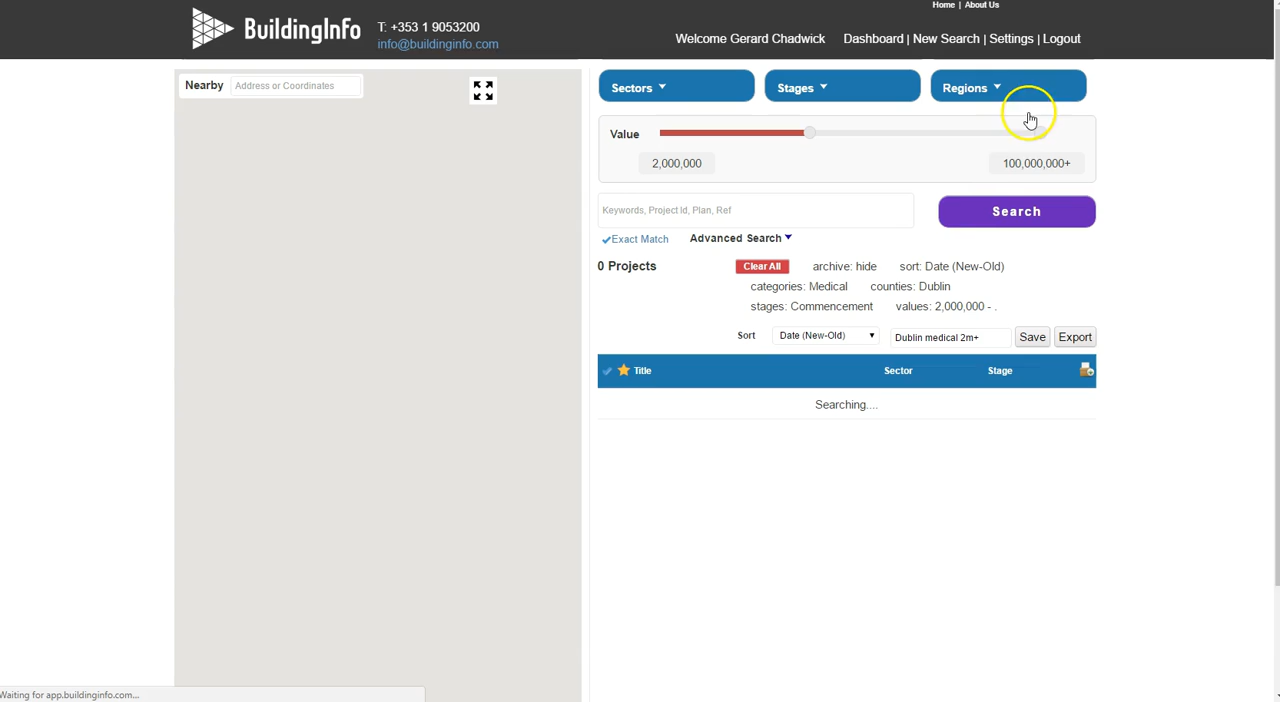 Home | About Us
BuildingInfo
T: +353 1 9053200
info@buildinginfo.com
Welcome Gerard Chadwick
Dashboard | New Search | Settings | Logout
Nearby
Address or Coordinates
Sectors
Stages
Regions
Value
2,000,000
100,000,000+
Keywords, Project Id, Plan, Ref
Search
Exact Match
Advanced Search
0 Projects
Clear All
archive: hide
sort: Date (New-Old)
categories: Medical
counties: Dublin
stages: Commencement
values: 2,000,000 - .
Sort
Date (New-Old)
Dublin medical 2m+
Save
Export
Title
Sector
Stage
Searching....
Waiting for app.buildinginfo.com...